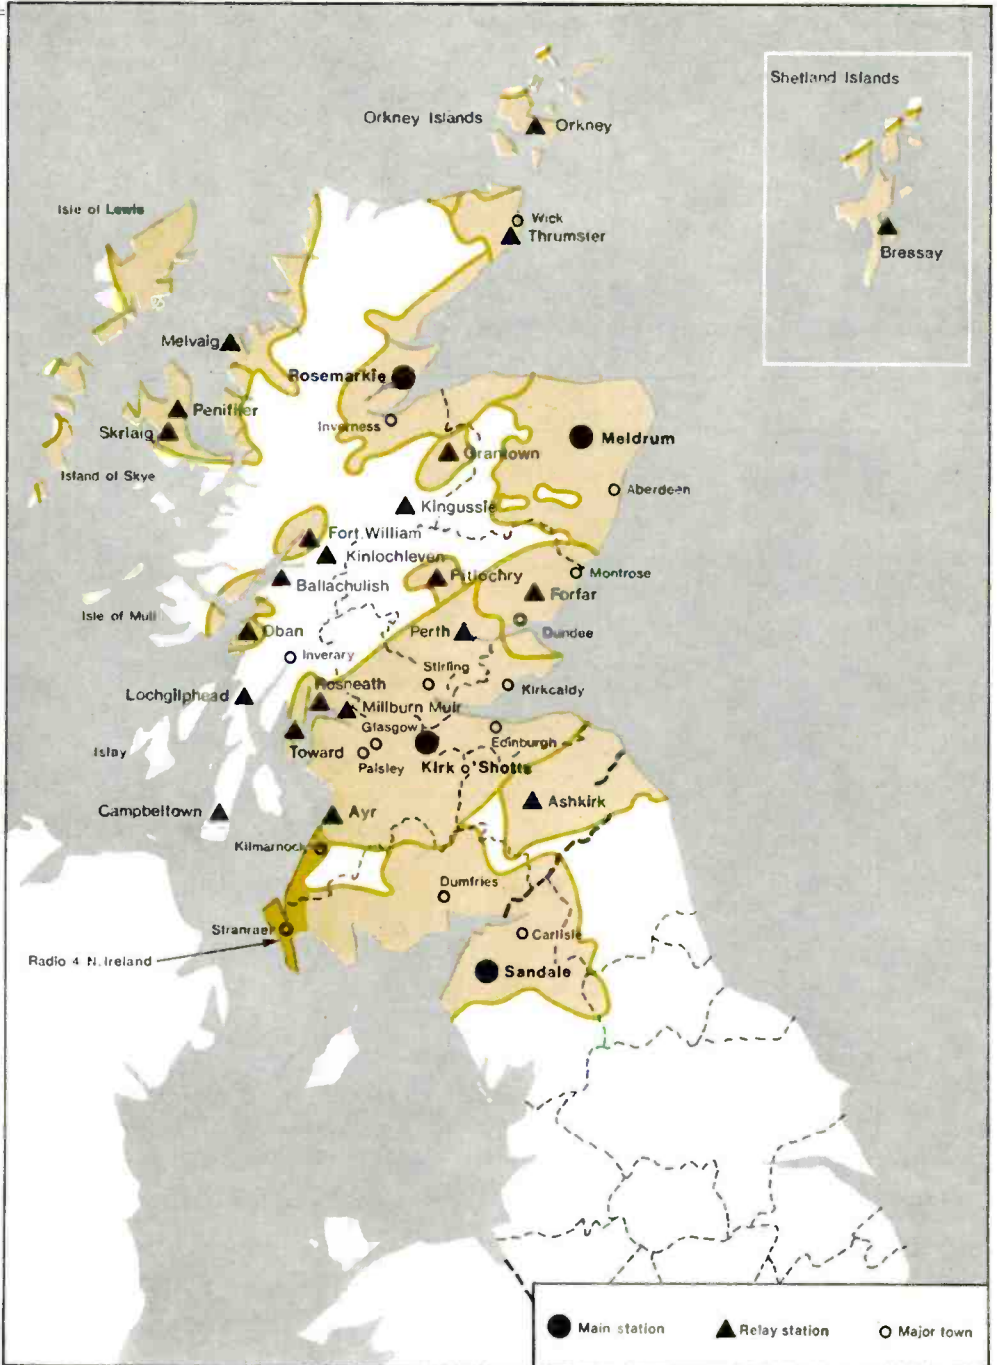 Shetland Islands
Orkney Islands
Orkney
Isle of Lewis
Wick
Thrumster
Bressay
Melvaig
Rosemarkie
Penifiler
Inverness
Skriaig
Meldrum
Grantown
Island of Skye
Aberdeen
Kingussie
Fort William
Kinlochleven
Pitlochry
Montrose
Ballachulish
Forfar
Isle of Mull
Oban
Perth
Dundee
Inverary
Stirling
Rosneath
Kirkcaldy
Lochgilphead
Millburn Muir
Glasgow
Edinburgh
Islay
Toward
Paisley
Kirk o'Shotts
Ashkirk
Campbeltown
Ayr
Kilmarnock
Dumfries
Stranraer
Carlisle
Radio 4 N. Ireland
Sandale
Main station
Relay station
Major town